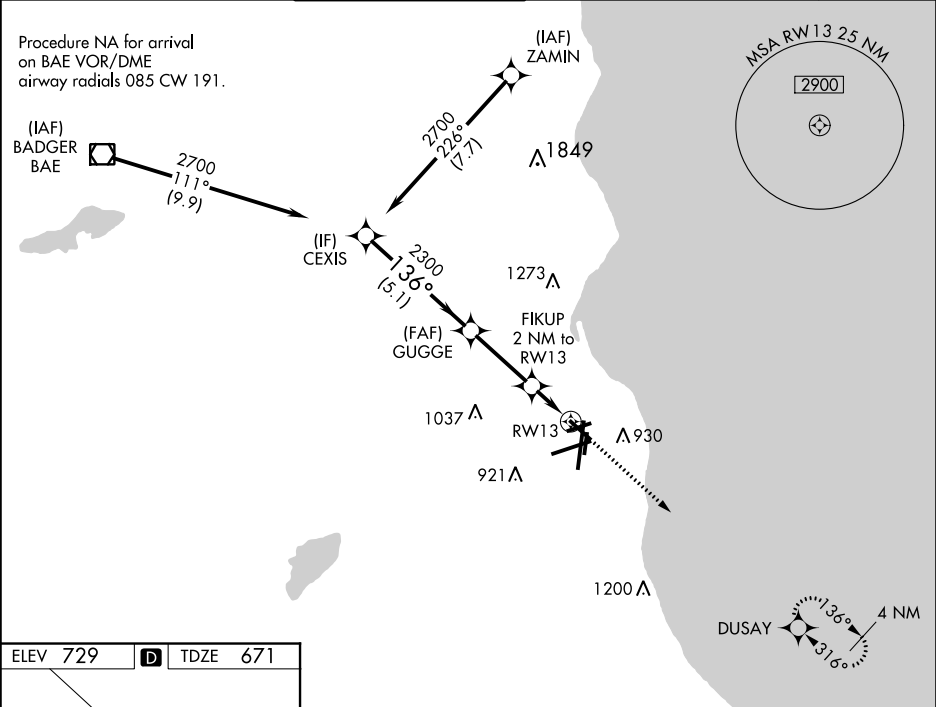 Procedure NA for arrival
on BAE VOR/DME
airway radials 085 CW 191.
(IAF)
ZAMIN
MSA RW13 25 NM
2900
(IAF)
BADGER
BAE
2700
111°
(9.9)
2700
226°
(7.7)
1849
(IF)
CEXIS
2300
136°
(5.1)
1273
(FAF)
GUGGE
FIKUP
2 NM to
RW13
1037
RW13
930
921
1200
DUSAY
136°
4 NM
316°
ELEV 729 D TDZE 671